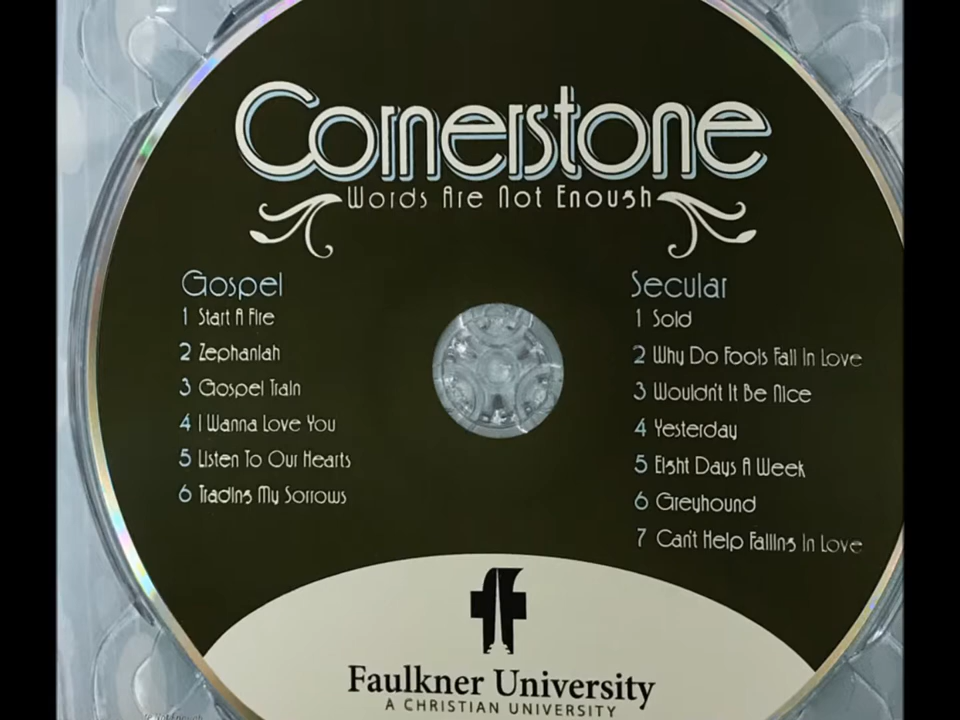 Cornerstone
Words Are Not Enough
Gospel
1 Start A Fire
2 Zephaniah
3 Gospel Train
4 I Wanna Love You
5 Listen To Our Hearts
6 Trading My Sorrows
Secular
1 Sold
2 Why Do Fools Fall In Love
3 Wouldn't It Be Nice
4 Yesterday
5 Eight Days A Week
6 Greyhound
7 Can't Help Falling In Love
Faulkner University
A CHRISTIAN UNIVERSITY